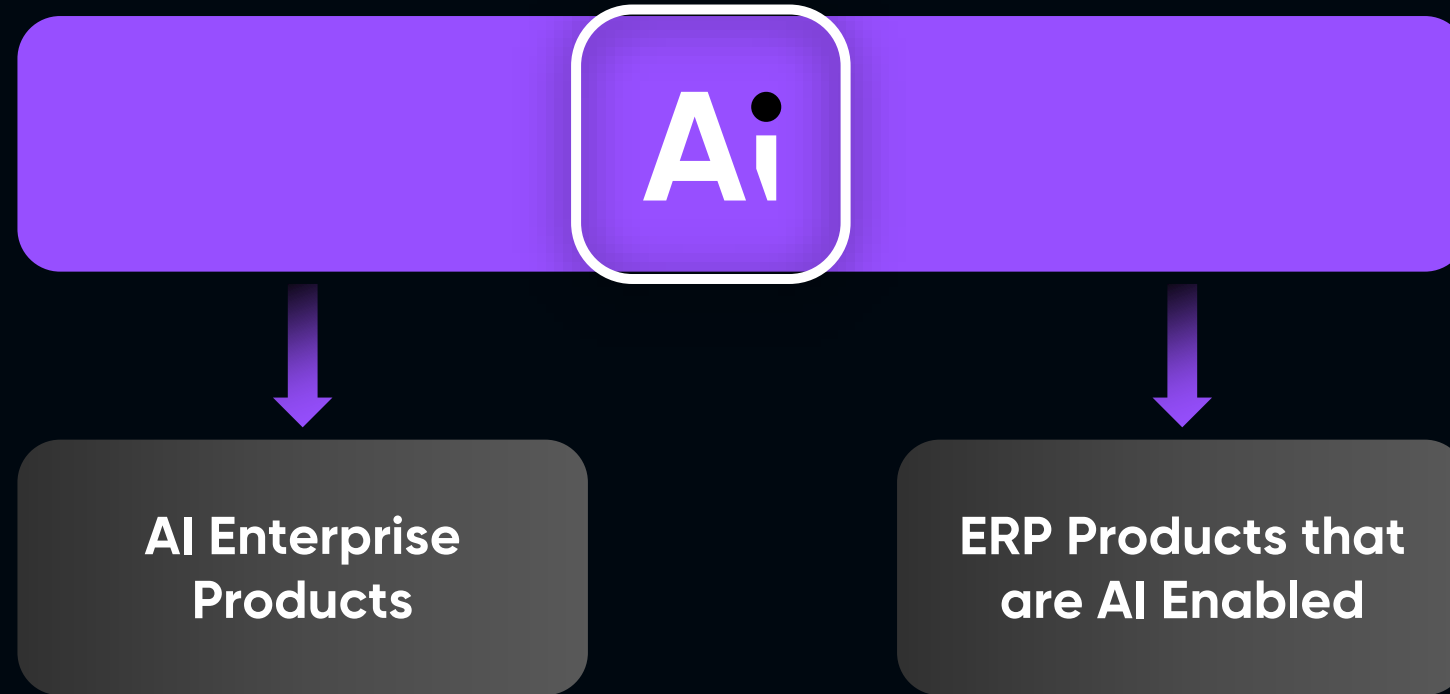 Ai
AI Enterprise
Products
ERP Products that
are AI Enabled